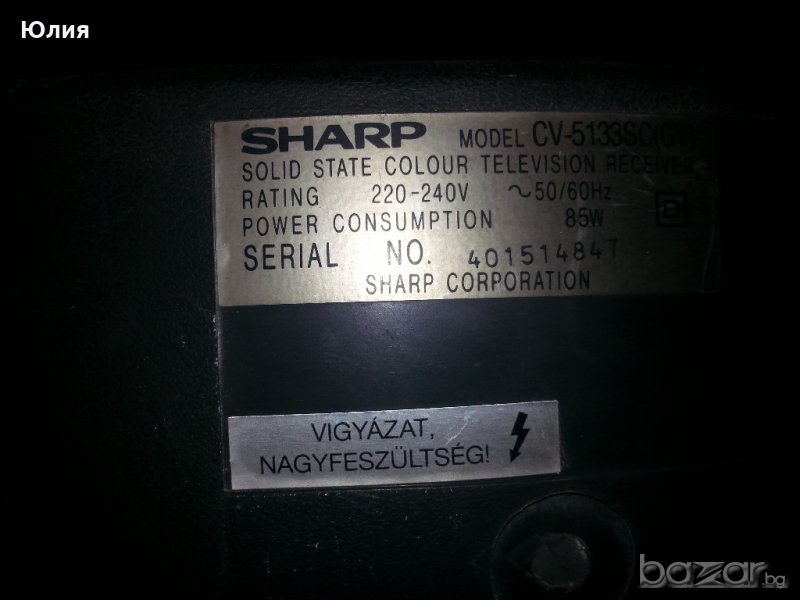 Юлия
SHARP MODEL CV-5133SC(GY)
SOLID STATE COLOUR TELEVISION RECEIVER
RATING 220-240V ~50/60Hz
POWER CONSUMPTION 85W
SERIAL NO. 401514847
SHARP CORPORATION
VIGYÁZAT,
NAGYFESZÜLTSÉG!
bazar.bg